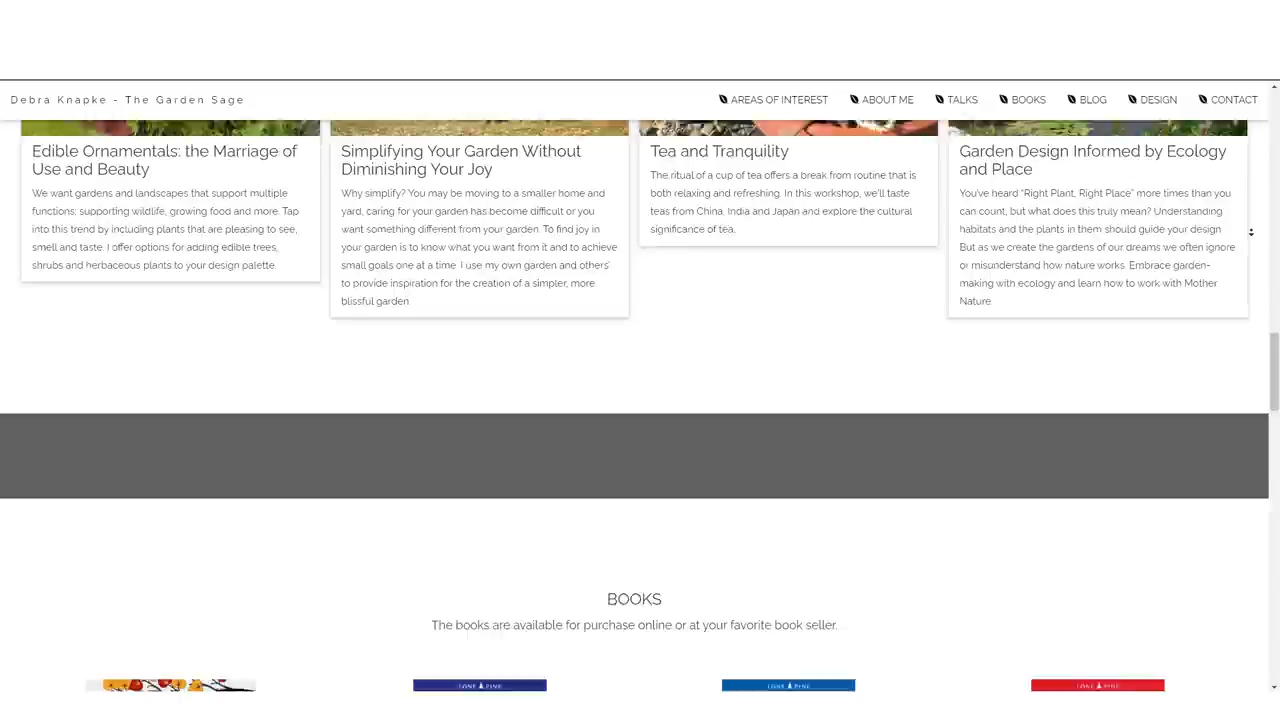 Debra Knapke - The Garden Sage
AREAS OF INTEREST ABOUT ME TALKS BOOKS BLOG DESIGN CONTACT
Edible Ornamentals: the Marriage of
Use and Beauty
We want gardens and landscapes that support multiple
functions: supporting wildlife, growing food and more. Tap
into this trend by including plants that are pleasing to see,
smell and taste. I offer options for adding edible trees,
shrubs and herbaceous plants to your design palette.
Simplifying Your Garden Without
Diminishing Your Joy
Why simplify? You may be moving to a smaller home and
yard, caring for your garden has become difficult or you
want something different from your garden. To find joy in
your garden is to know what you want from it and to achieve
small goals one at a time. I use my own garden and others'
to provide inspiration for the creation of a simpler, more
blissful garden.
Tea and Tranquility
The ritual of a cup of tea offers a break from routine that is
both relaxing and refreshing. In this workshop, we'll taste
teas from China, India and Japan and explore the cultural
significance of tea.
Garden Design Informed by Ecology
and Place
You've heard "Right Plant, Right Place" more times than you
can count, but what does this truly mean? Understanding
habitats and the plants in them should guide your design.
But as we create the gardens of our dreams we often ignore
or misunderstand how nature works. Embrace garden-
making with ecology and learn how to work with Mother
Nature.
BOOKS
The books are available for purchase online or at your favorite book seller.
LONE PINE
LONE PINE
LONE PINE